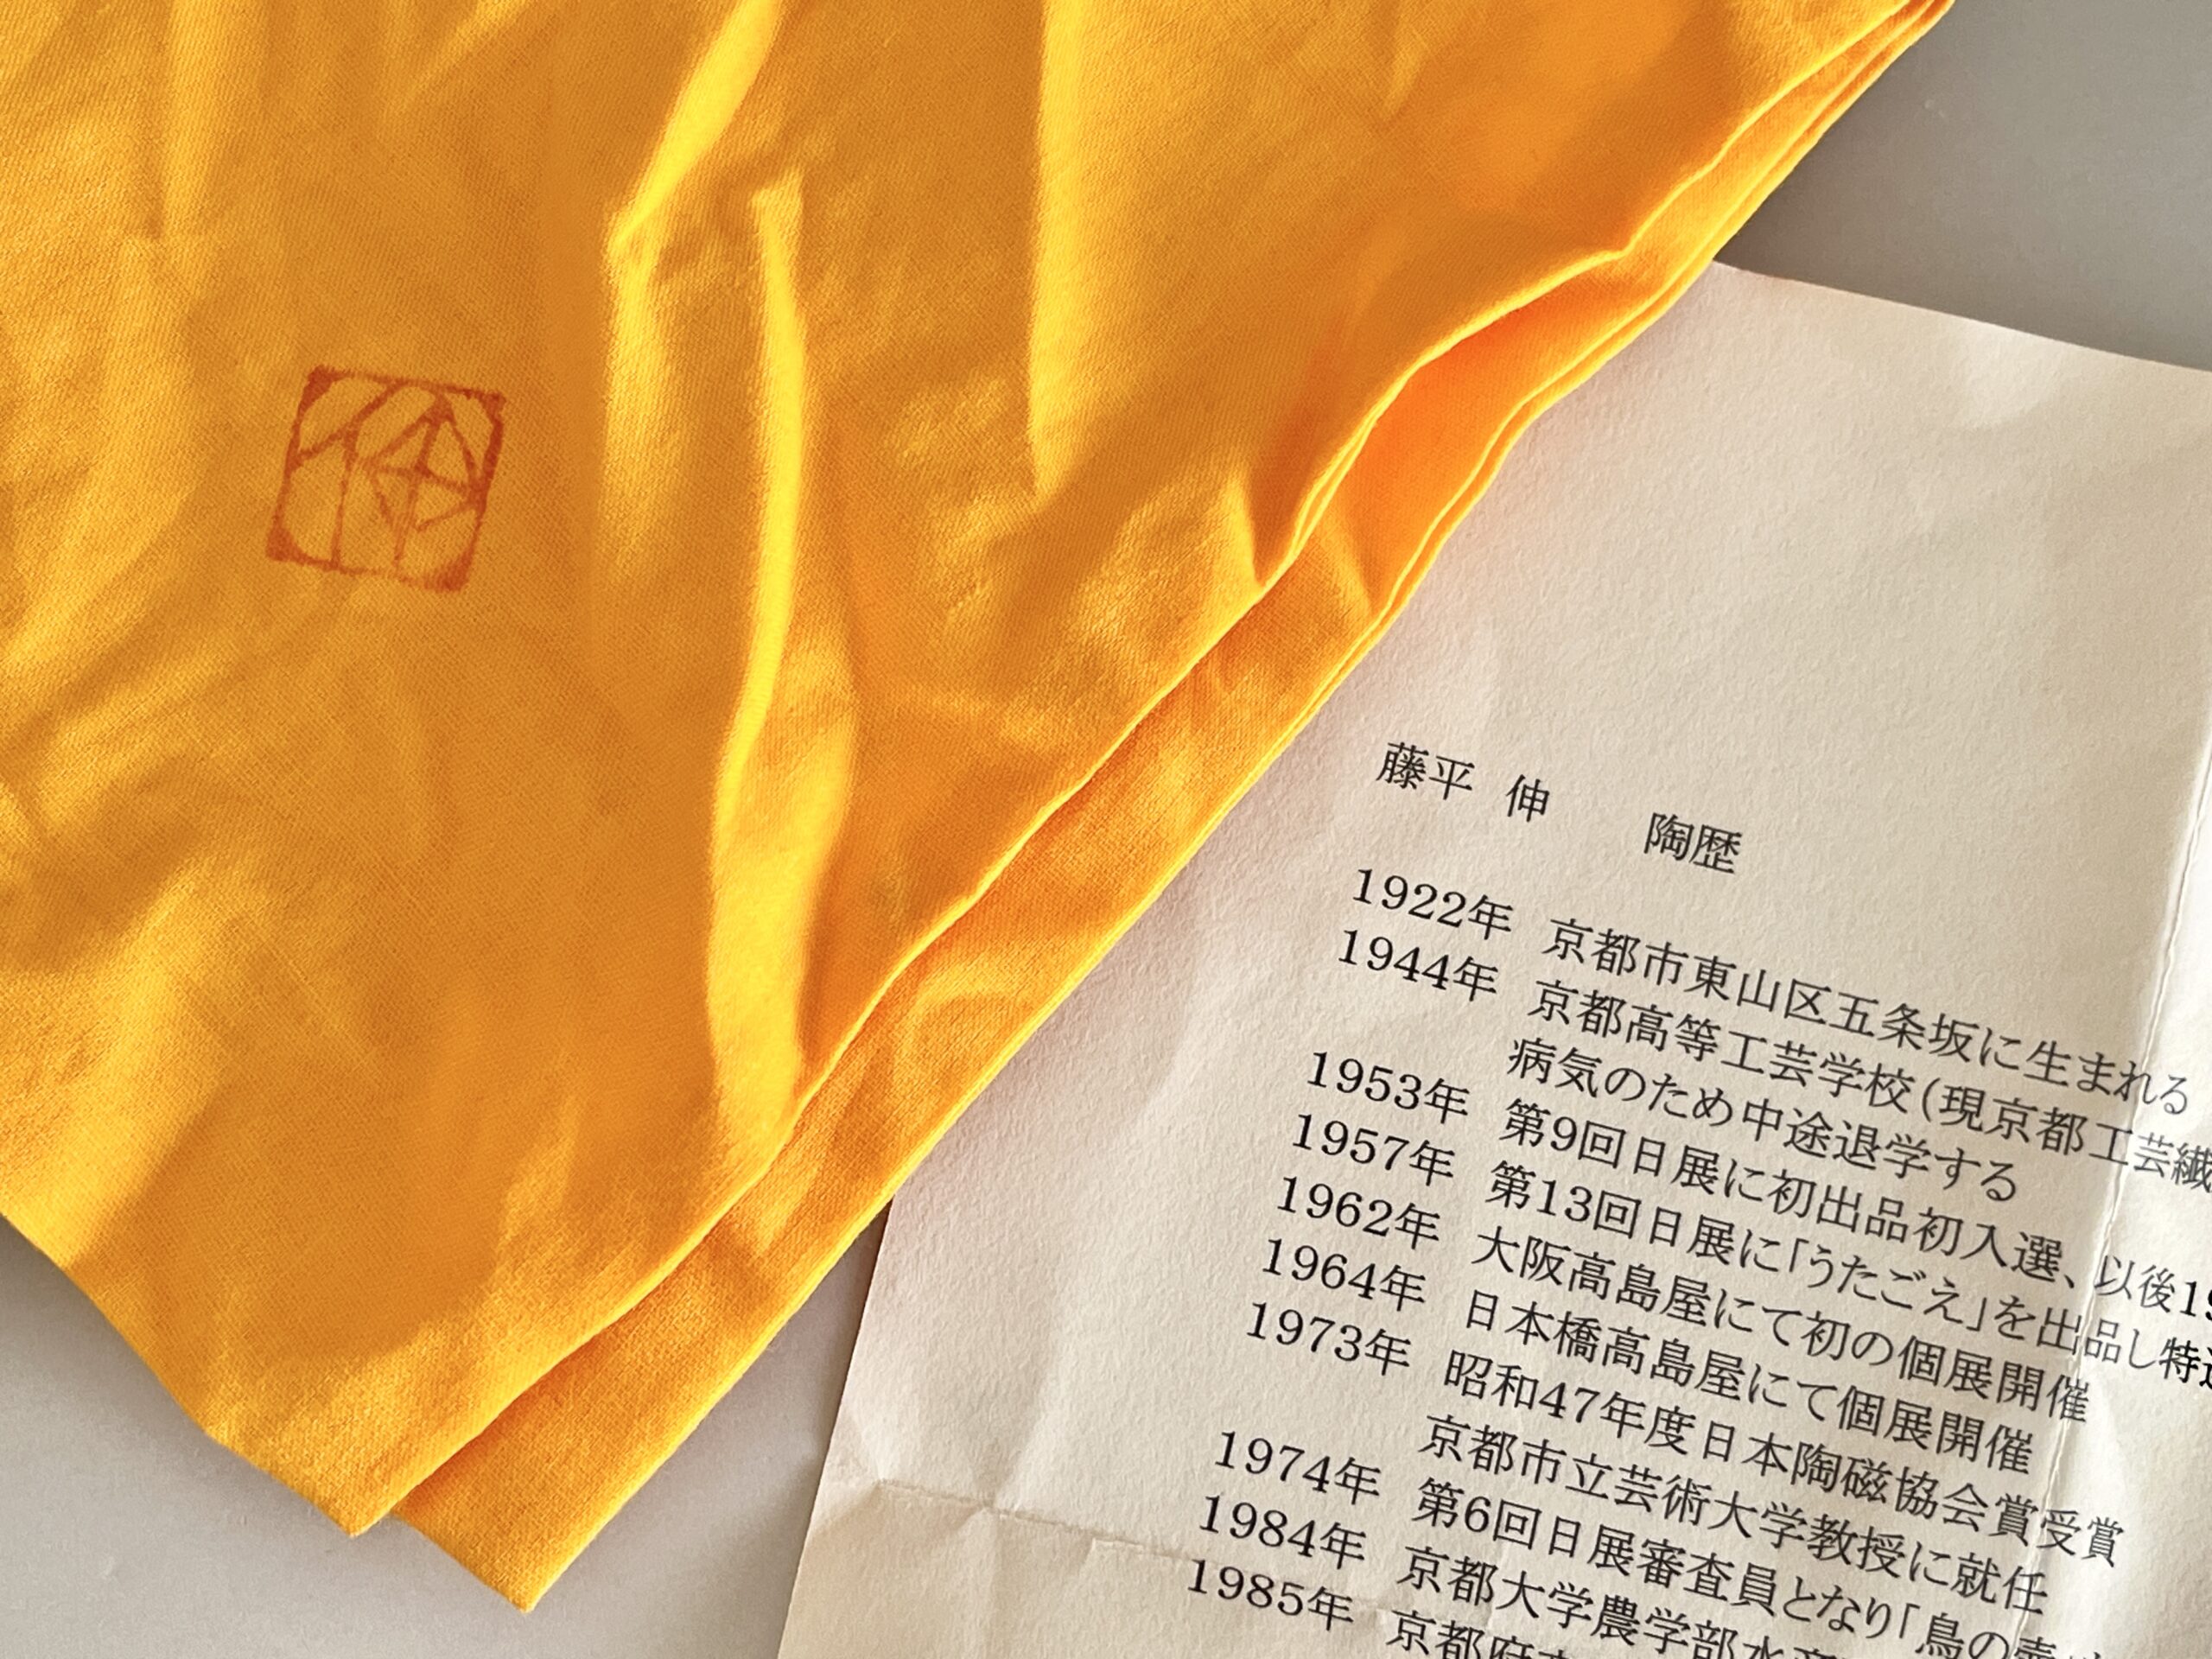 伸
藤平 伸 陶歴
1922年 京都市東山区五条坂に生まれる
1944年 京都高等工芸学校(現京都工芸繊
病気のため中途退学する
1953年 第9回日展に初出品初入選、以後19
1957年 第13回日展に「うたごえ」を出品し特選
1962年 大阪高島屋にて初の個展開催
1964年 日本橋高島屋にて個展開催
1973年 昭和47年度日本陶磁協会賞受賞
京都市立芸術大学教授に就任
1974年 第6回日展審査員となり「鳥の壺」
1984年 京都大学農学部水産
1985年 京都府